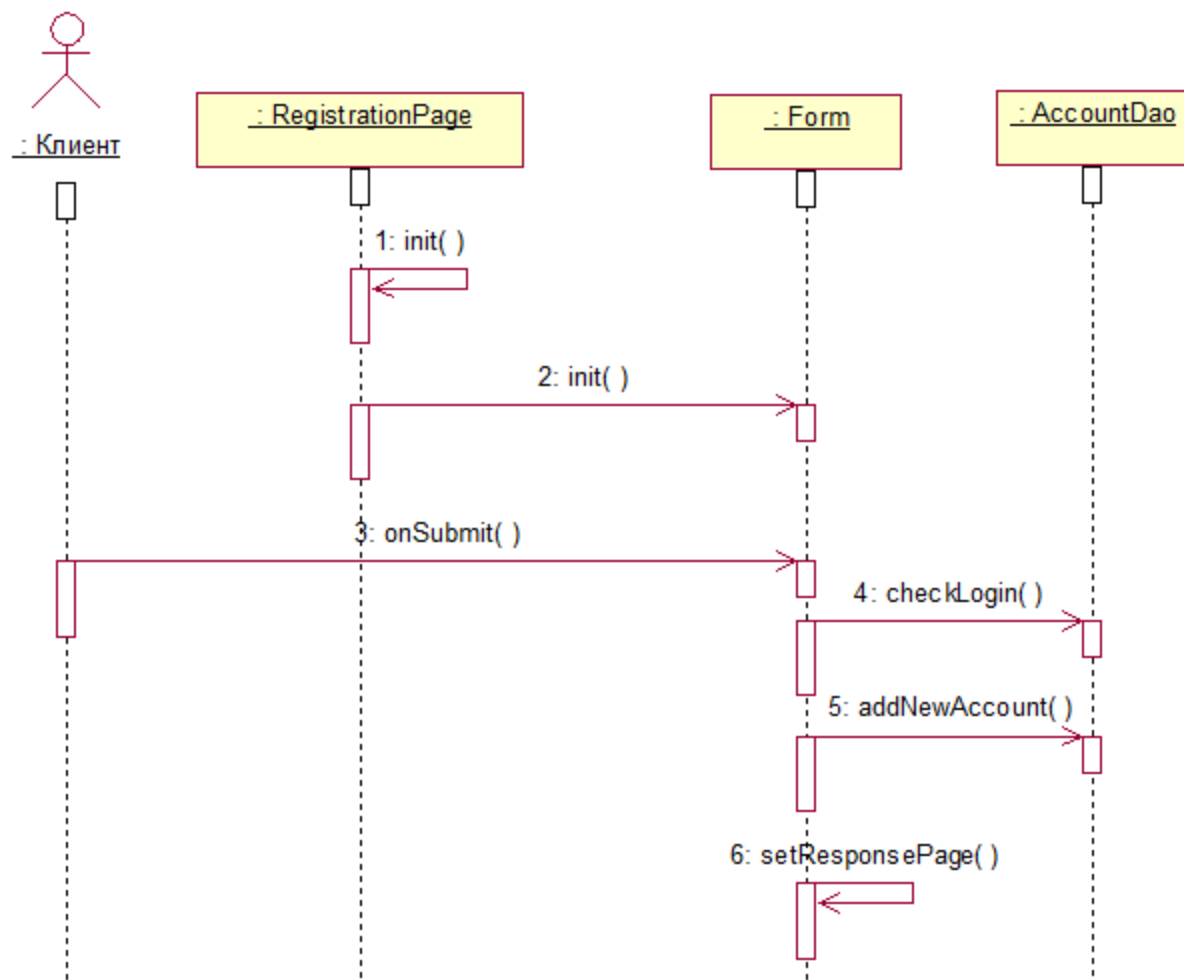 : RegistrationPage
: Form
: AccountDao
: Клиент
1: init( )
2: init( )
3: onSubmit( )
4: checkLogin( )
5: addNewAccount( )
6: setResponsePage( )